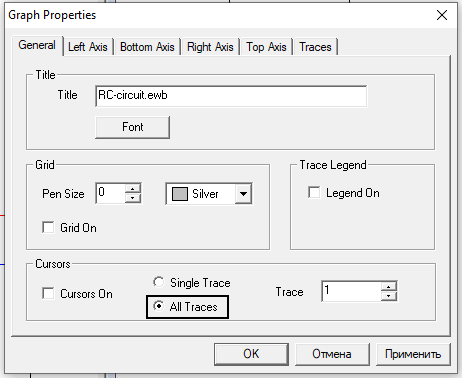 Graph Properties
General Left Axis Bottom Axis Right Axis Top Axis Traces
Title
Title RC-circuit.ewb
Font
Grid
Pen Size 0 Silver
Grid On
Trace Legend
Legend On
Cursors
Cursors On
Single Trace
All Traces
Trace 1
OK Отмена Применить